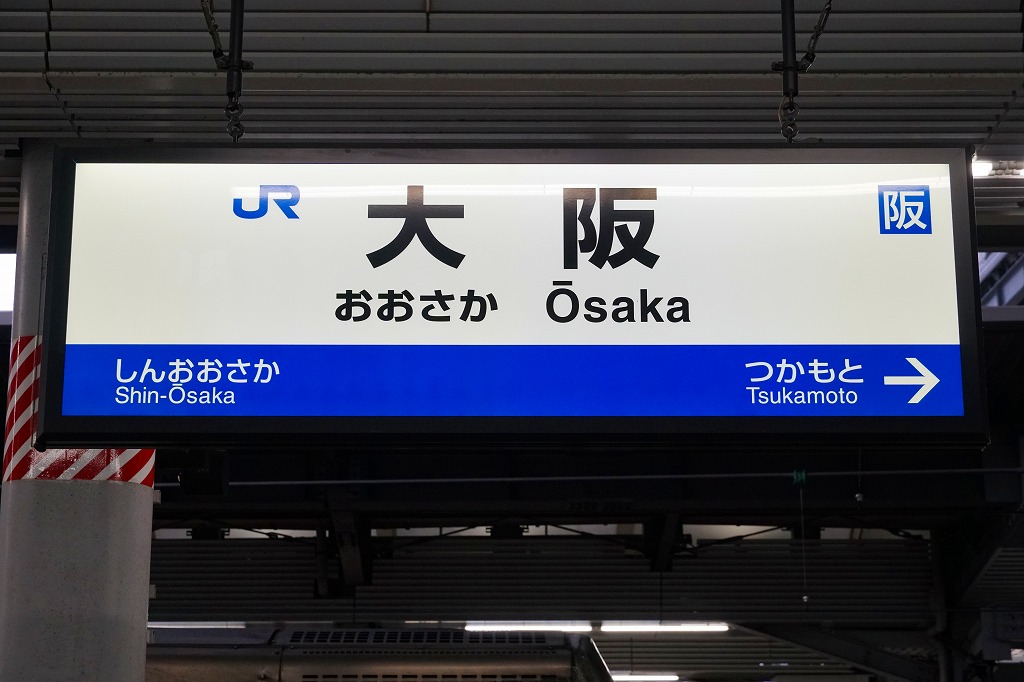 JR 大阪 阪
おおさか Ōsaka
しんおおさか つかもと →
Shin-Ōsaka Tsukamoto